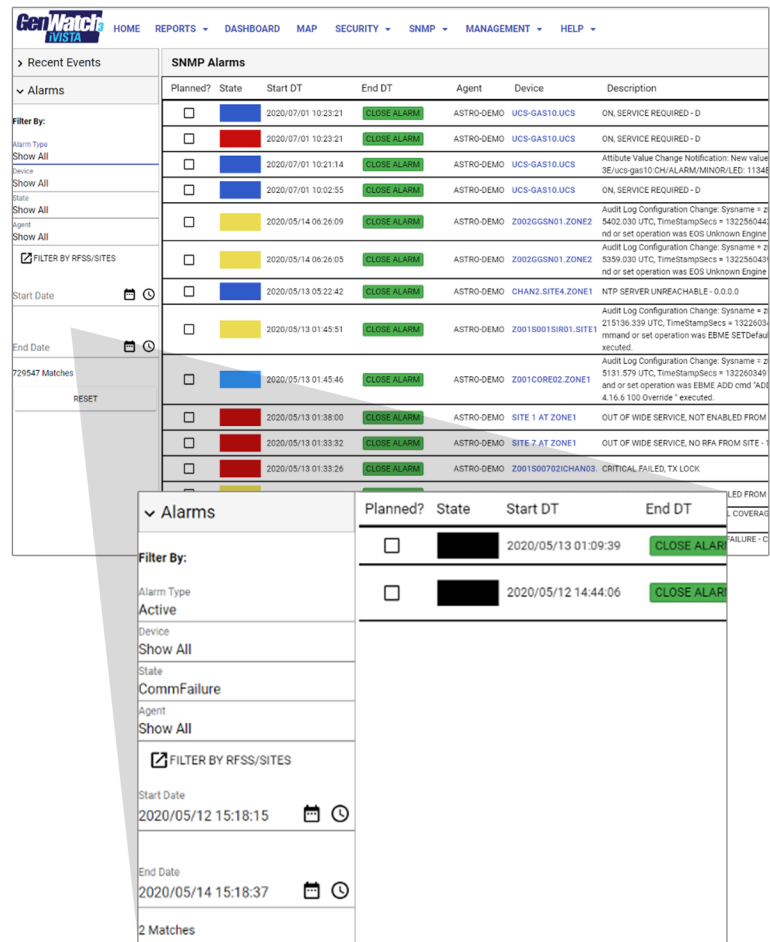 GenWatch3
iVISTA
HOME REPORTS DASHBOARD MAP SECURITY SNMP MANAGEMENT HELP
Recent Events
Alarms
Filter By:
Alarm Type
Show All
Device
Show All
State
Show All
Agent
Show All
FILTER BY RFSS/SITES
Start Date
End Date
729547 Matches
RESET
SNMP Alarms
Planned? State Start DT End DT Agent Device Description
2020/07/01 10:23:21 CLOSE ALARM ASTRO-DEMO UCS-GAS10.UCS ON, SERVICE REQUIRED - D
2020/07/01 10:23:21 CLOSE ALARM ASTRO-DEMO UCS-GAS10.UCS ON, SERVICE REQUIRED - D
2020/07/01 10:21:14 CLOSE ALARM ASTRO-DEMO UCS-GAS10.UCS Attibute Value Change Notification: New value
3E/ucs-gas10:CH/ALARM/MINOR/LED: 1134
2020/07/01 10:02:55 CLOSE ALARM ASTRO-DEMO UCS-GAS10.UCS ON, SERVICE REQUIRED - D
2020/05/14 06:26:09 CLOSE ALARM ASTRO-DEMO Z002GGSN01.ZONE2 Audit Log Configuration Change: Sysname =
5402.030 UTC, TimeStampSecs =
nd or set operation was EOS Unknown Engine
2020/05/14 06:26:05 CLOSE ALARM ASTRO-DEMO Z002GGSN01.ZONE2 Audit Log Configuration Change: Sysname =
5359.030 UTC, TimeStampSecs =
nd or set operation was EOS Unknown Engine
2020/05/13 05:22:42 CLOSE ALARM ASTRO-DEMO CHAN2.SITE4.ZONE1 NTP SERVER UNREACHABLE - 0.0.0.0
2020/05/13 01:45:51 CLOSE ALARM ASTRO-DEMO Z001S001SIR01.SITE1 Audit Log Configuration Change: Sysname =
215136.339 UTC, TimeStampSecs =
mmand or set operation was EBME SETDefaul
xecuted.
2020/05/13 01:45:46 CLOSE ALARM ASTRO-DEMO Z001CORE02.ZONE1 Audit Log Configuration Change: Sysname =
5131.579 UTC, TimeStampSecs =
and or set operation was EBME ADD cmd "ADD
4.16.6 100 Override " executed.
2020/05/13 01:38:00 CLOSE ALARM ASTRO-DEMO SITE 1 AT ZONE1 OUT OF WIDE SERVICE, NOT ENABLED FROM
2020/05/13 01:33:32 CLOSE ALARM ASTRO-DEMO SITE 7 AT ZONE1 OUT OF WIDE SERVICE, NO RFA FROM SITE - 1
2020/05/13 01:33:26 CLOSE ALARM ASTRO-DEMO Z001S00702ICHAN03. CRITICAL FAILED, TX LOCK
LED FROM
L COVERAG
FAILURE - C
Alarms
Filter By:
Alarm Type
Active
Device
Show All
State
CommFailure
Agent
Show All
FILTER BY RFSS/SITES
Start Date
2020/05/12 15:18:15
End Date
2020/05/14 15:18:37
2 Matches
Planned? State Start DT End DT
2020/05/13 01:09:39 CLOSE ALAR
2020/05/12 14:44:06 CLOSE ALAR